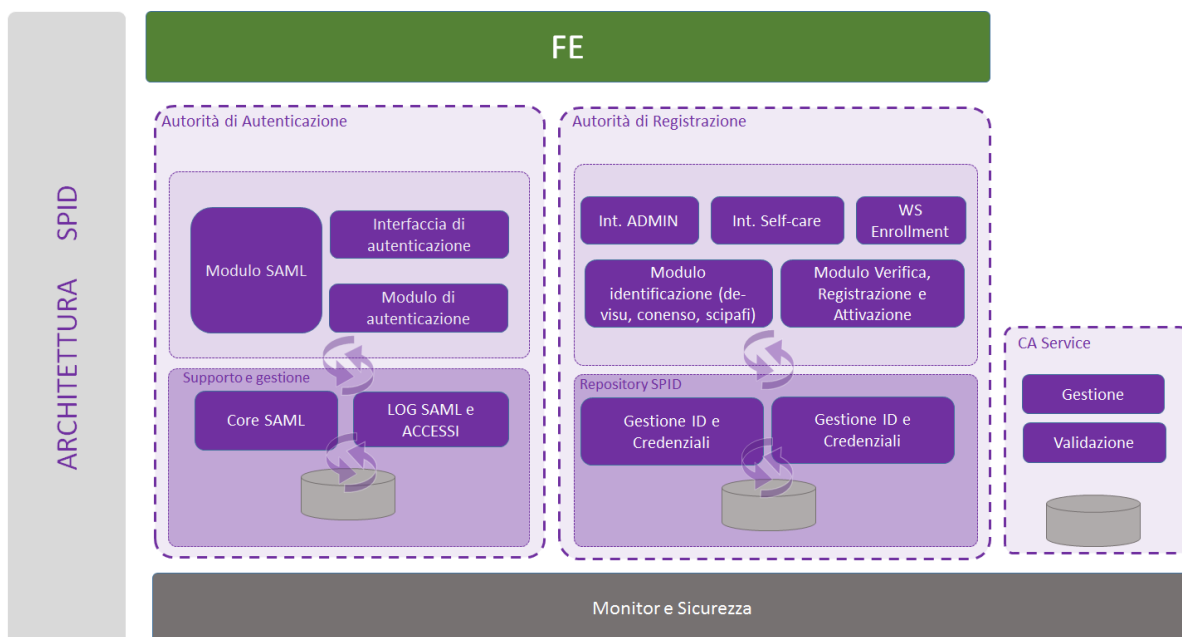 ARCHITETTURA SPID
FE
Autorità di Autenticazione
Modulo SAML
Interfaccia di
autenticazione
Modulo di
autenticazione
Supporto e gestione
Core SAML
LOG SAML e
ACCESSI
Autorità di Registrazione
Int. ADMIN
Int. Self-care
WS
Enrollment
Modulo
identificazione (de-
visu, conenso, scipafi)
Modulo Verifica,
Registrazione e
Attivazione
Repository SPID
Gestione ID e
Credenziali
Gestione ID e
Credenziali
CA Service
Gestione
Validazione
Monitor e Sicurezza